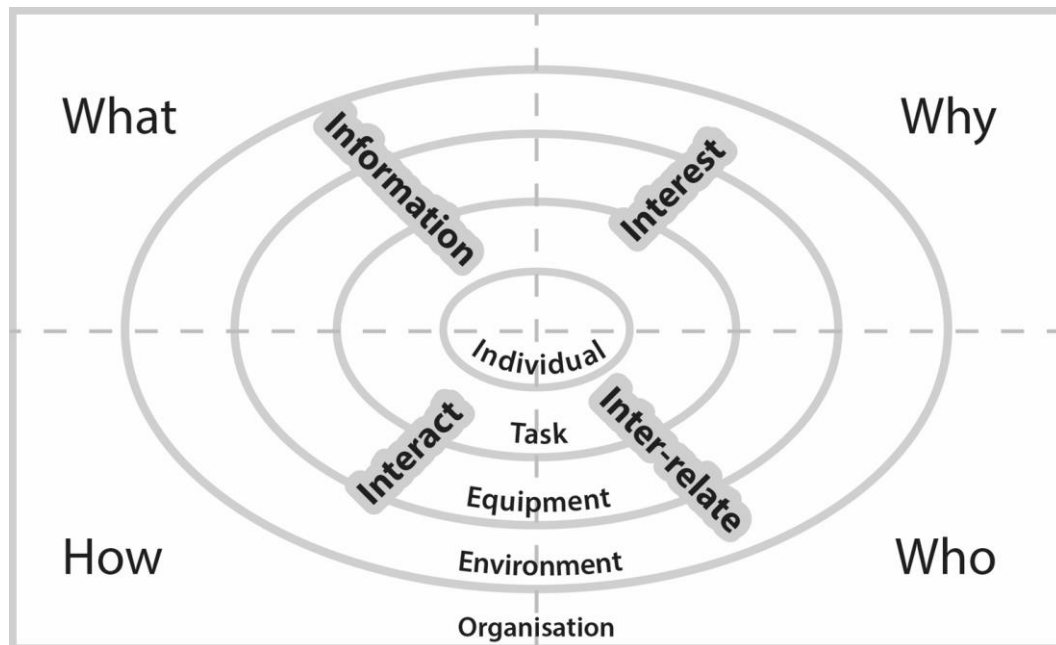 What
Why
Information
Interest
Individual
Interact
Inter-relate
Task
Equipment
How
Who
Environment
Organisation